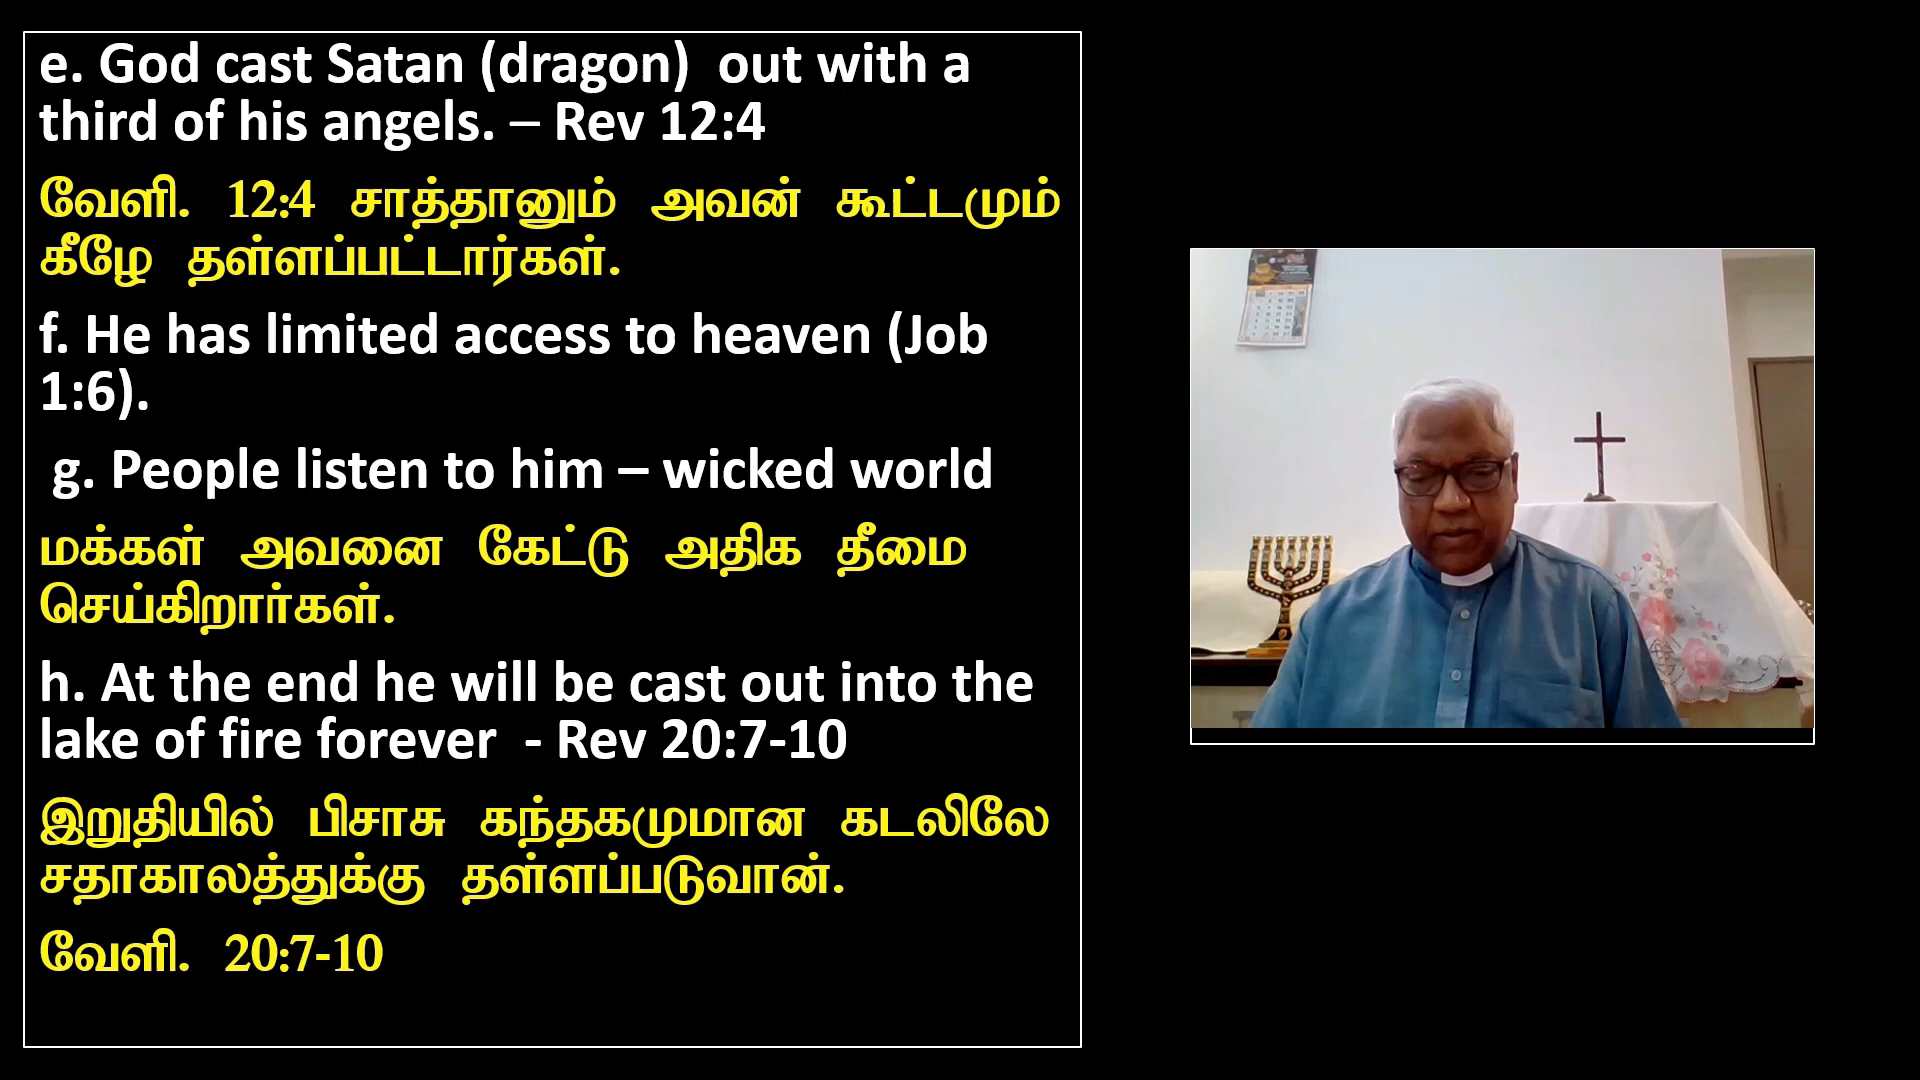 e. God cast Satan (dragon)  out with a
third of his angels. – Rev 12:4
வேளி. 12:4 சாத்தானும் அவன் கூட்டமும்
கீழே தள்ளப்பட்டார்கள்.
f. He has limited access to heaven (Job
1:6).
g. People listen to him – wicked world
மக்கள் அவனை கேட்டு அதிக தீமை
செய்கிறார்கள்.
h. At the end he will be cast out into the
lake of fire forever  - Rev 20:7-10
இறுதியில் பிசாசு கந்தகமுமான கடலிலே
சதாகாலத்துக்கு தள்ளப்படுவான்.
வேளி. 20:7-10